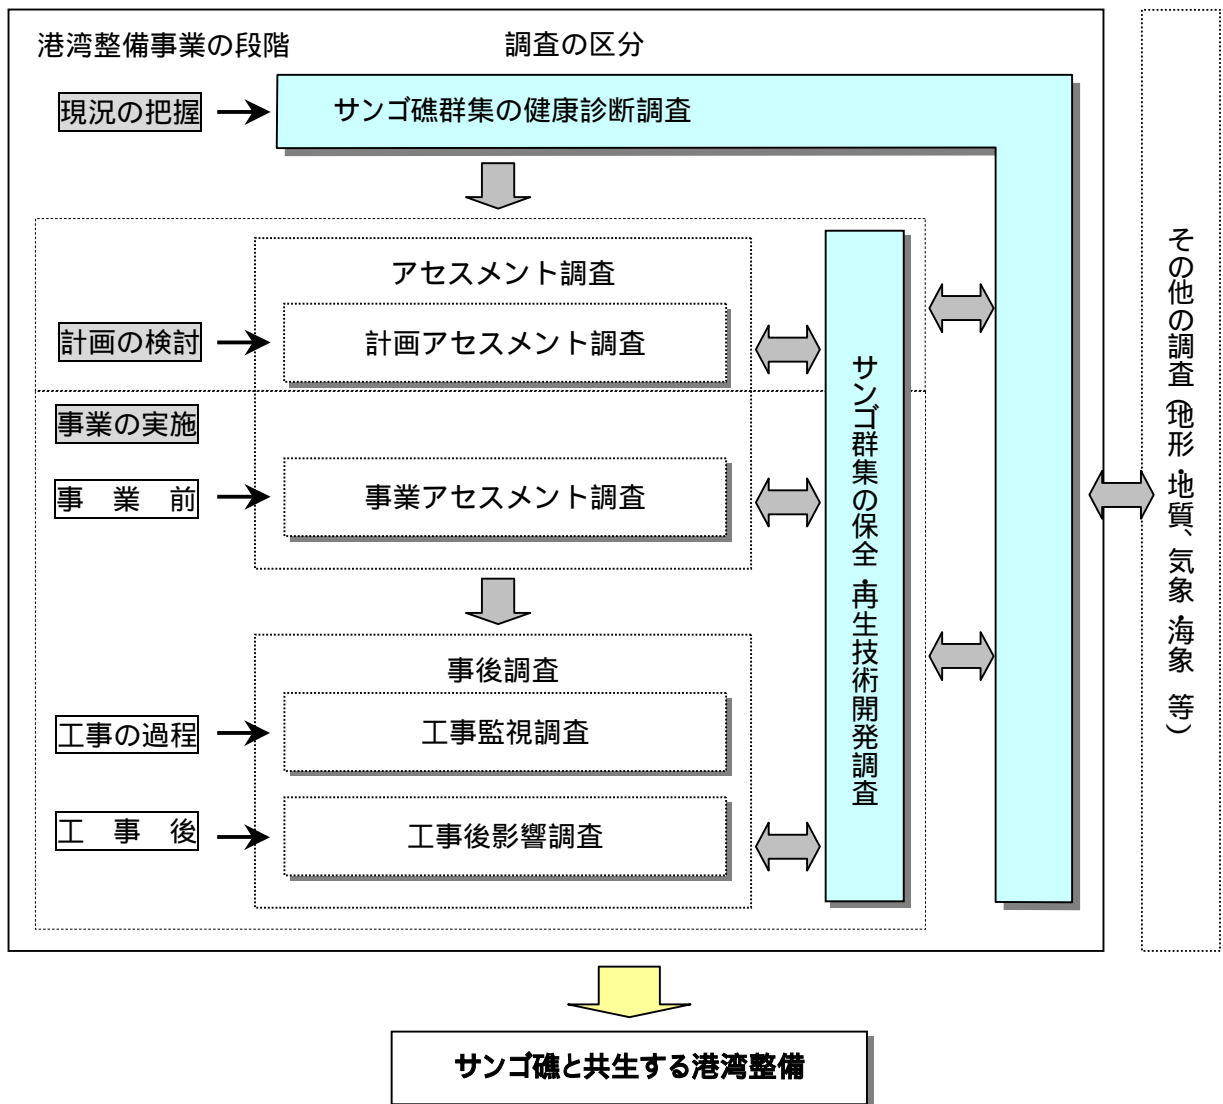 港湾整備事業の段階
調査の区分
現況の把握
サンゴ礁群集の健康診断調査
アセスメント調査
計画の検討
計画アセスメント調査
事業の実施
事　業　前
事業アセスメント調査
事後調査
工事の過程
工事監視調査
工　事　後
工事後影響調査
サンゴ群集の保全・再生技術開発調査
その他の調査（地形・地質、気象・海象　等）
サンゴ礁と共生する港湾整備